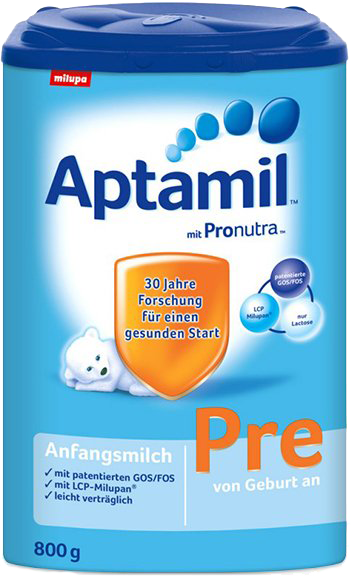 milupa
Aptamil™
mit Pronutra™
30 Jahre
Forschung
für einen
gesunden Start
patentierte
GOS/FOS
LCP
Milupan®
nur
Lactose
Pre
von Geburt an
Anfangsmilch
✓ mit patentierten GOS/FOS
✓ mit LCP-Milupan®
✓ leicht verträglich
800 g